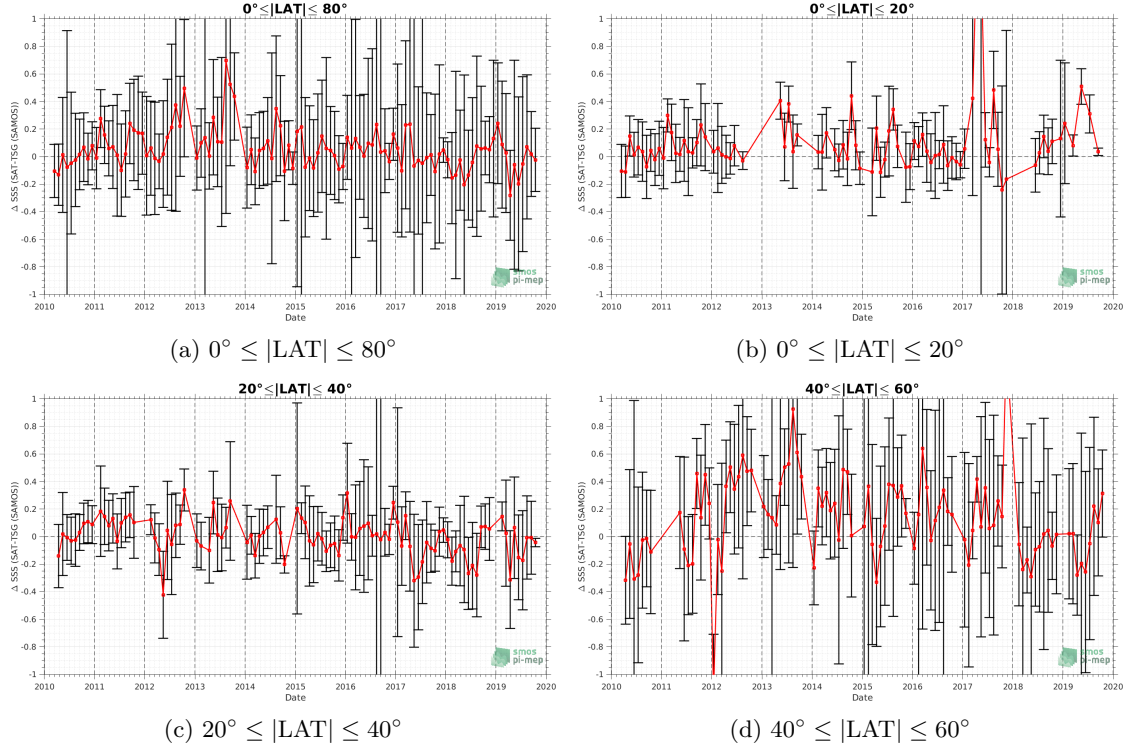 0°≤|LAT|≤ 80°
Δ SSS (SAT-TSG (SAMOS))
1
0.8
0.6
0.4
0.2
0
-0.2
-0.4
-0.6
-0.8
-1
2010 2011 2012 2013 2014 2015 2016 2017 2018 2019 2020
Date
smos
pi-mep
(a) 0° ≤ |LAT| ≤ 80°
0°≤|LAT|≤ 20°
Δ SSS (SAT-TSG (SAMOS))
1
0.8
0.6
0.4
0.2
0
-0.2
-0.4
-0.6
-0.8
-1
2010 2011 2012 2013 2014 2015 2016 2017 2018 2019 2020
Date
smos
pi-mep
(b) 0° ≤ |LAT| ≤ 20°
20°≤|LAT|≤ 40°
Δ SSS (SAT-TSG (SAMOS))
1
0.8
0.6
0.4
0.2
0
-0.2
-0.4
-0.6
-0.8
-1
2010 2011 2012 2013 2014 2015 2016 2017 2018 2019 2020
Date
smos
pi-mep
(c) 20° ≤ |LAT| ≤ 40°
40°≤|LAT|≤ 60°
Δ SSS (SAT-TSG (SAMOS))
1
0.8
0.6
0.4
0.2
0
-0.2
-0.4
-0.6
-0.8
-1
2010 2011 2012 2013 2014 2015 2016 2017 2018 2019 2020
Date
smos
pi-mep
(d) 40° ≤ |LAT| ≤ 60°